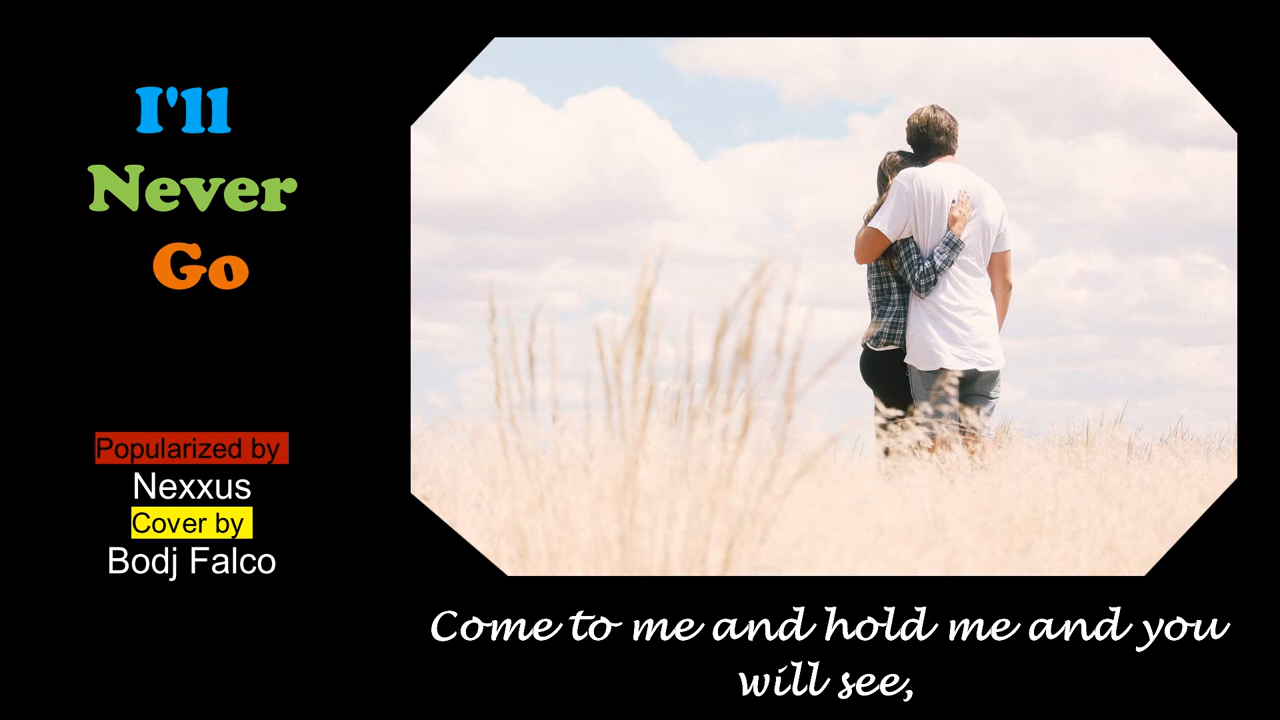 I'll
Never
Go
Popularized by
Nexxus
Cover by
Bodj Falco
Come to me and hold me and you
will see,